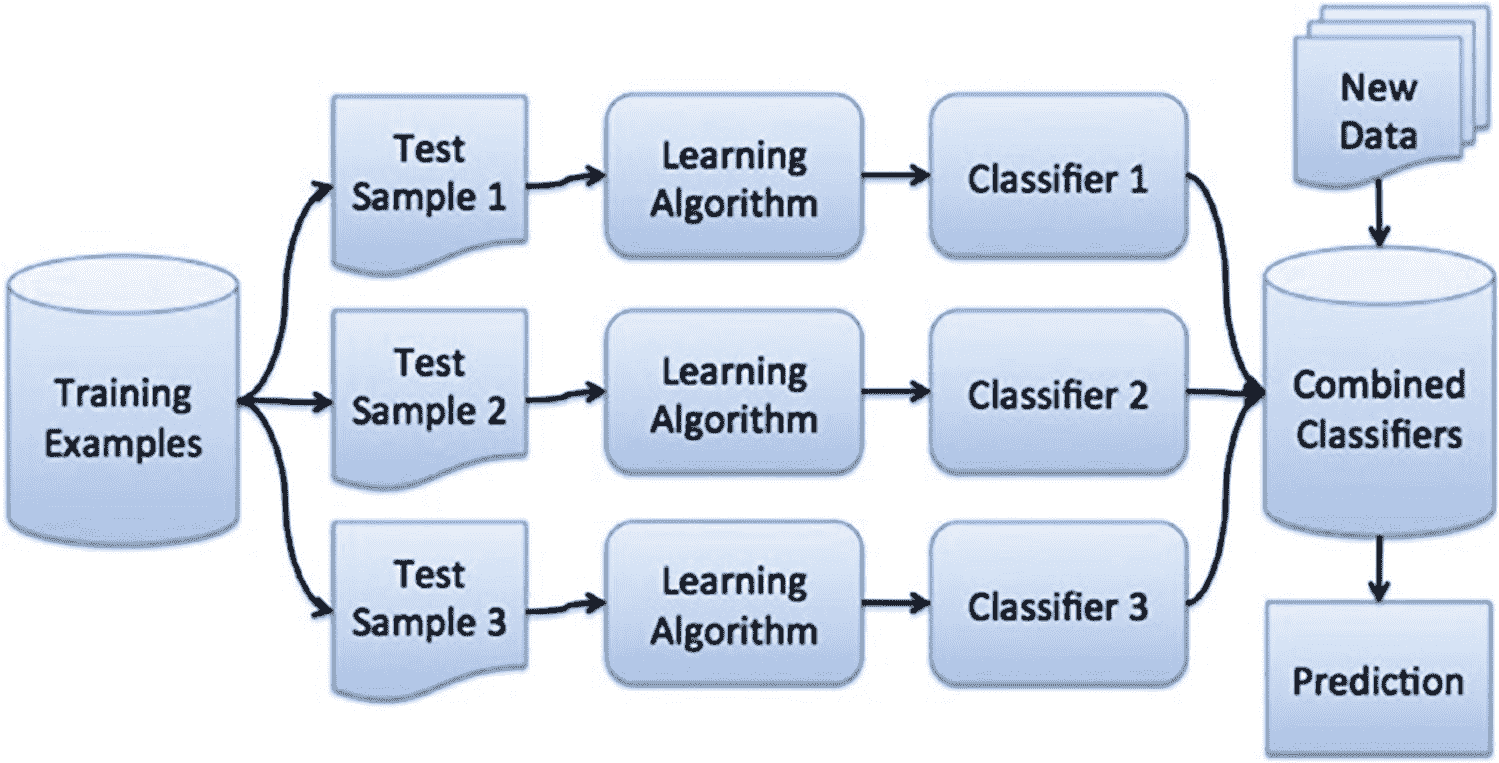 Training
Examples
Test
Sample 1
Learning
Algorithm
Classifier 1
Test
Sample 2
Learning
Algorithm
Classifier 2
Test
Sample 3
Learning
Algorithm
Classifier 3
New
Data
Combined
Classifiers
Prediction